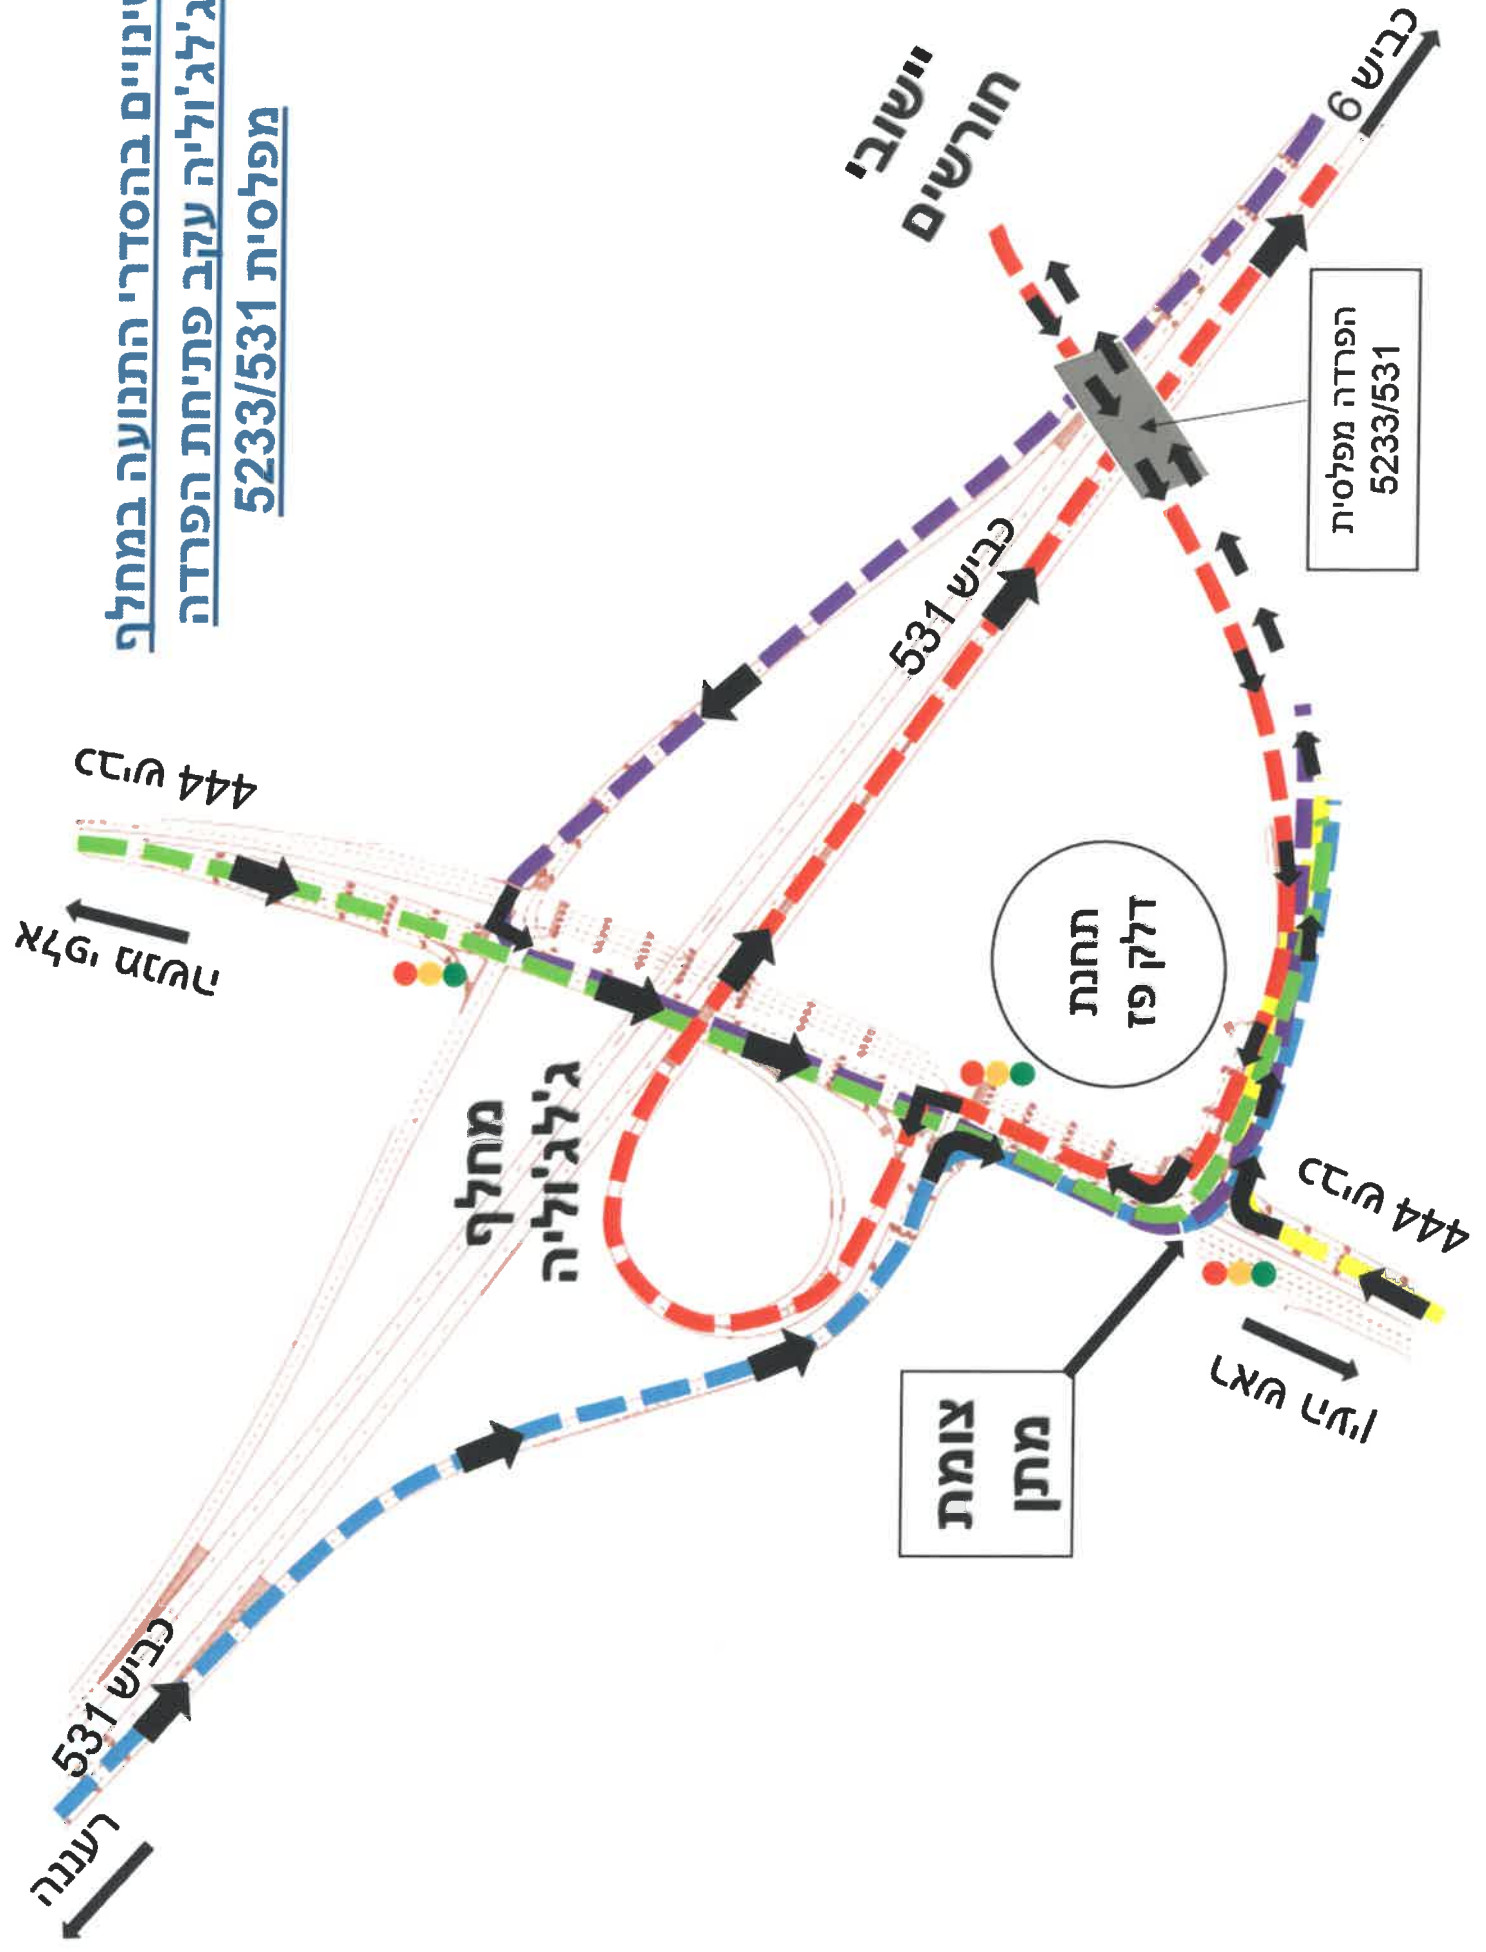 שינויים בהסדרי התנועה במחלף
ג'לג'וליה עקב פתיחת הפרדה
מפלסית 5233/531
כביש 6
יישובי
חורשים
הפרדה מפלסית
5233/531
כביש 531
כביש 444
אלפי מנשה
מחלף
ג'לג'וליה
תחנת
דלק פז
כביש 444
ראש העין
צומת
מתן
כביש 531
רעננה